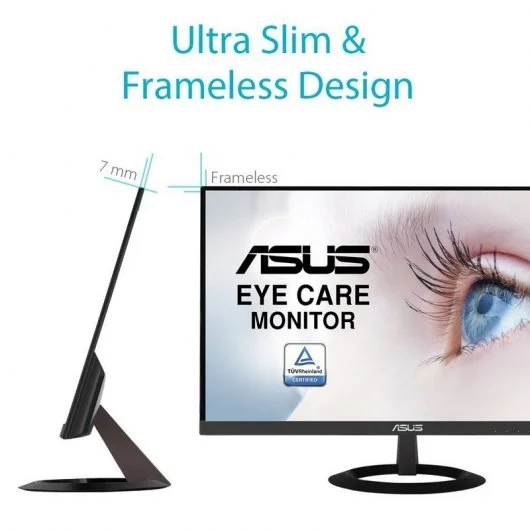 Ultra Slim &
Frameless Design
7 mm
Frameless
ASUS®
EYE CARE
MONITOR
TÜVRheinland
CERTIFIED
ASUS